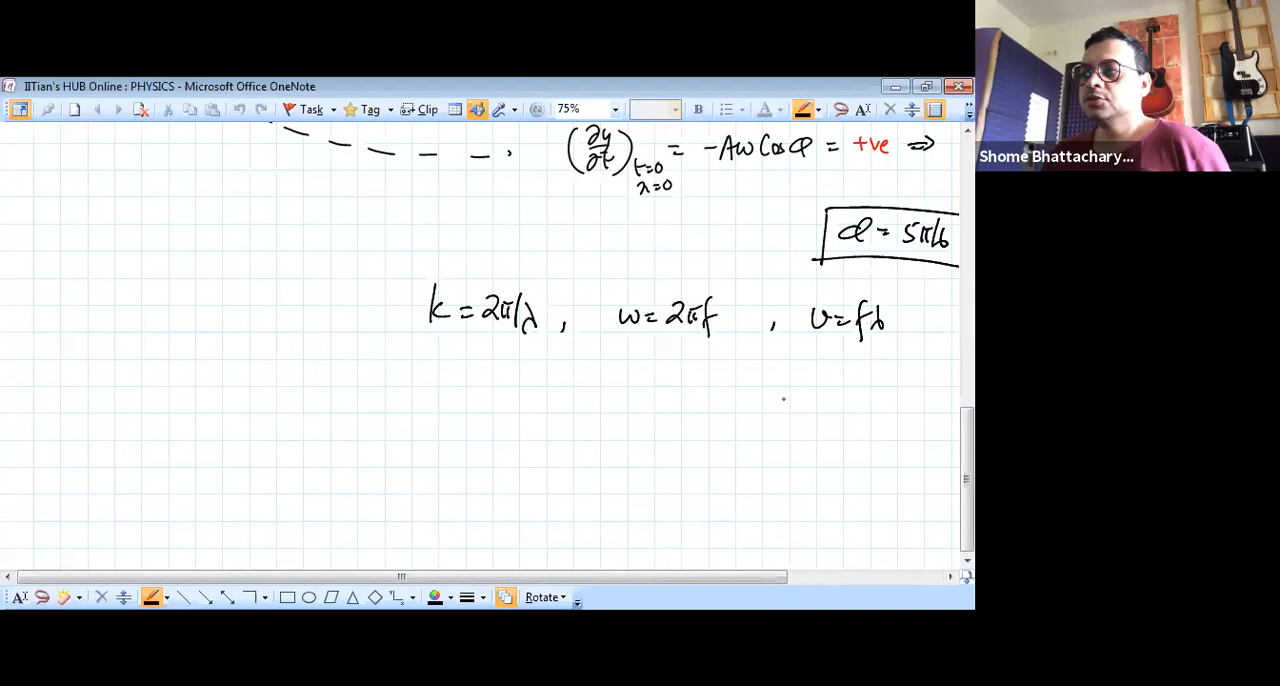 IITian's HUB Online : PHYSICS - Microsoft Office OneNote
Task Tag Clip 75% B A
(∂y/∂t) t=0 x=0 = -Aω Cos φ = +ve ⇒
φ = 5π/6
k = 2π/λ , ω = 2πf , v = fλ
Rotate
Shome Bhattachary...